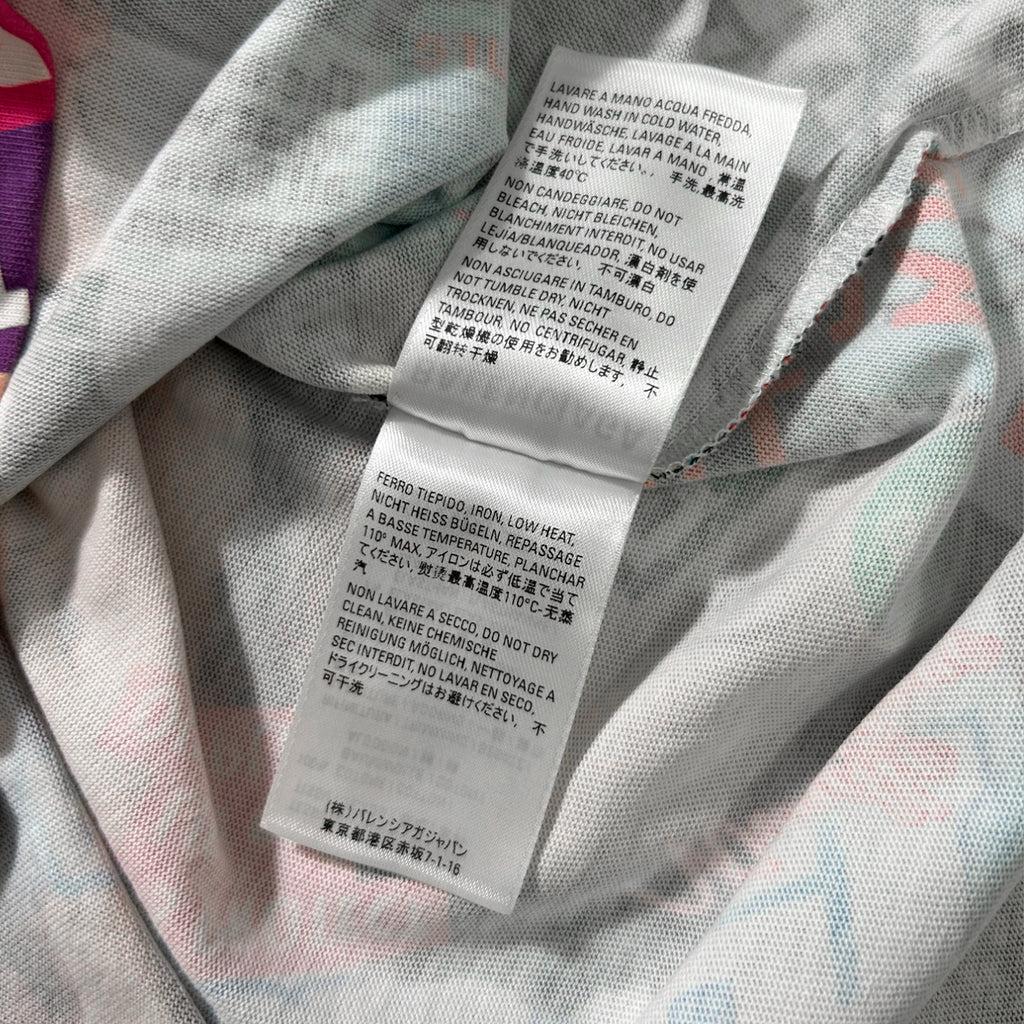 LAVARE A MANO ACQUA FREDDA,
HAND WASH IN COLD WATER,
HANDWÄSCHE, LAVAGE A LA MAIN
EAU FROIDE, LAVAR A MANO, 常温
で手洗いしてください。, 手洗,最高洗
涤温度40°C
NON CANDEGGIARE, DO NOT
BLEACH, NICHT BLEICHEN,
BLANCHIMENT INTERDIT, NO USAR
LEJIA/BLANQUEADOR, 漂白剤を使
用しないでください, 不可漂白
NON ASCIUGARE IN TAMBURO, DO
NOT TUMBLE DRY, NICHT
TROCKNEN, NE PAS SECHER EN
TAMBOUR, NO CENTRIFUGAR, 静止
型乾燥機の使用をお勧めします, 不
可翻转干燥
FERRO TIEPIDO, IRON, LOW HEAT,
NICHT HEISS BÜGELN, REPASSAGE
A BASSE TEMPERATURE, PLANCHAR
110° MAX, アイロンは必ず低温で当て
てください, 熨烫最高温度110°C-无蒸
汽
NON LAVARE A SECCO, DO NOT DRY
CLEAN, KEINE CHEMISCHE
REINIGUNG MÖGLICH, NETTOYAGE A
SEC INTERDIT, NO LAVAR EN SECO,
ドライクリーニングはお避けください, 不
可干洗
(株)バレンシアガジャパン
東京都港区赤坂7-1-16